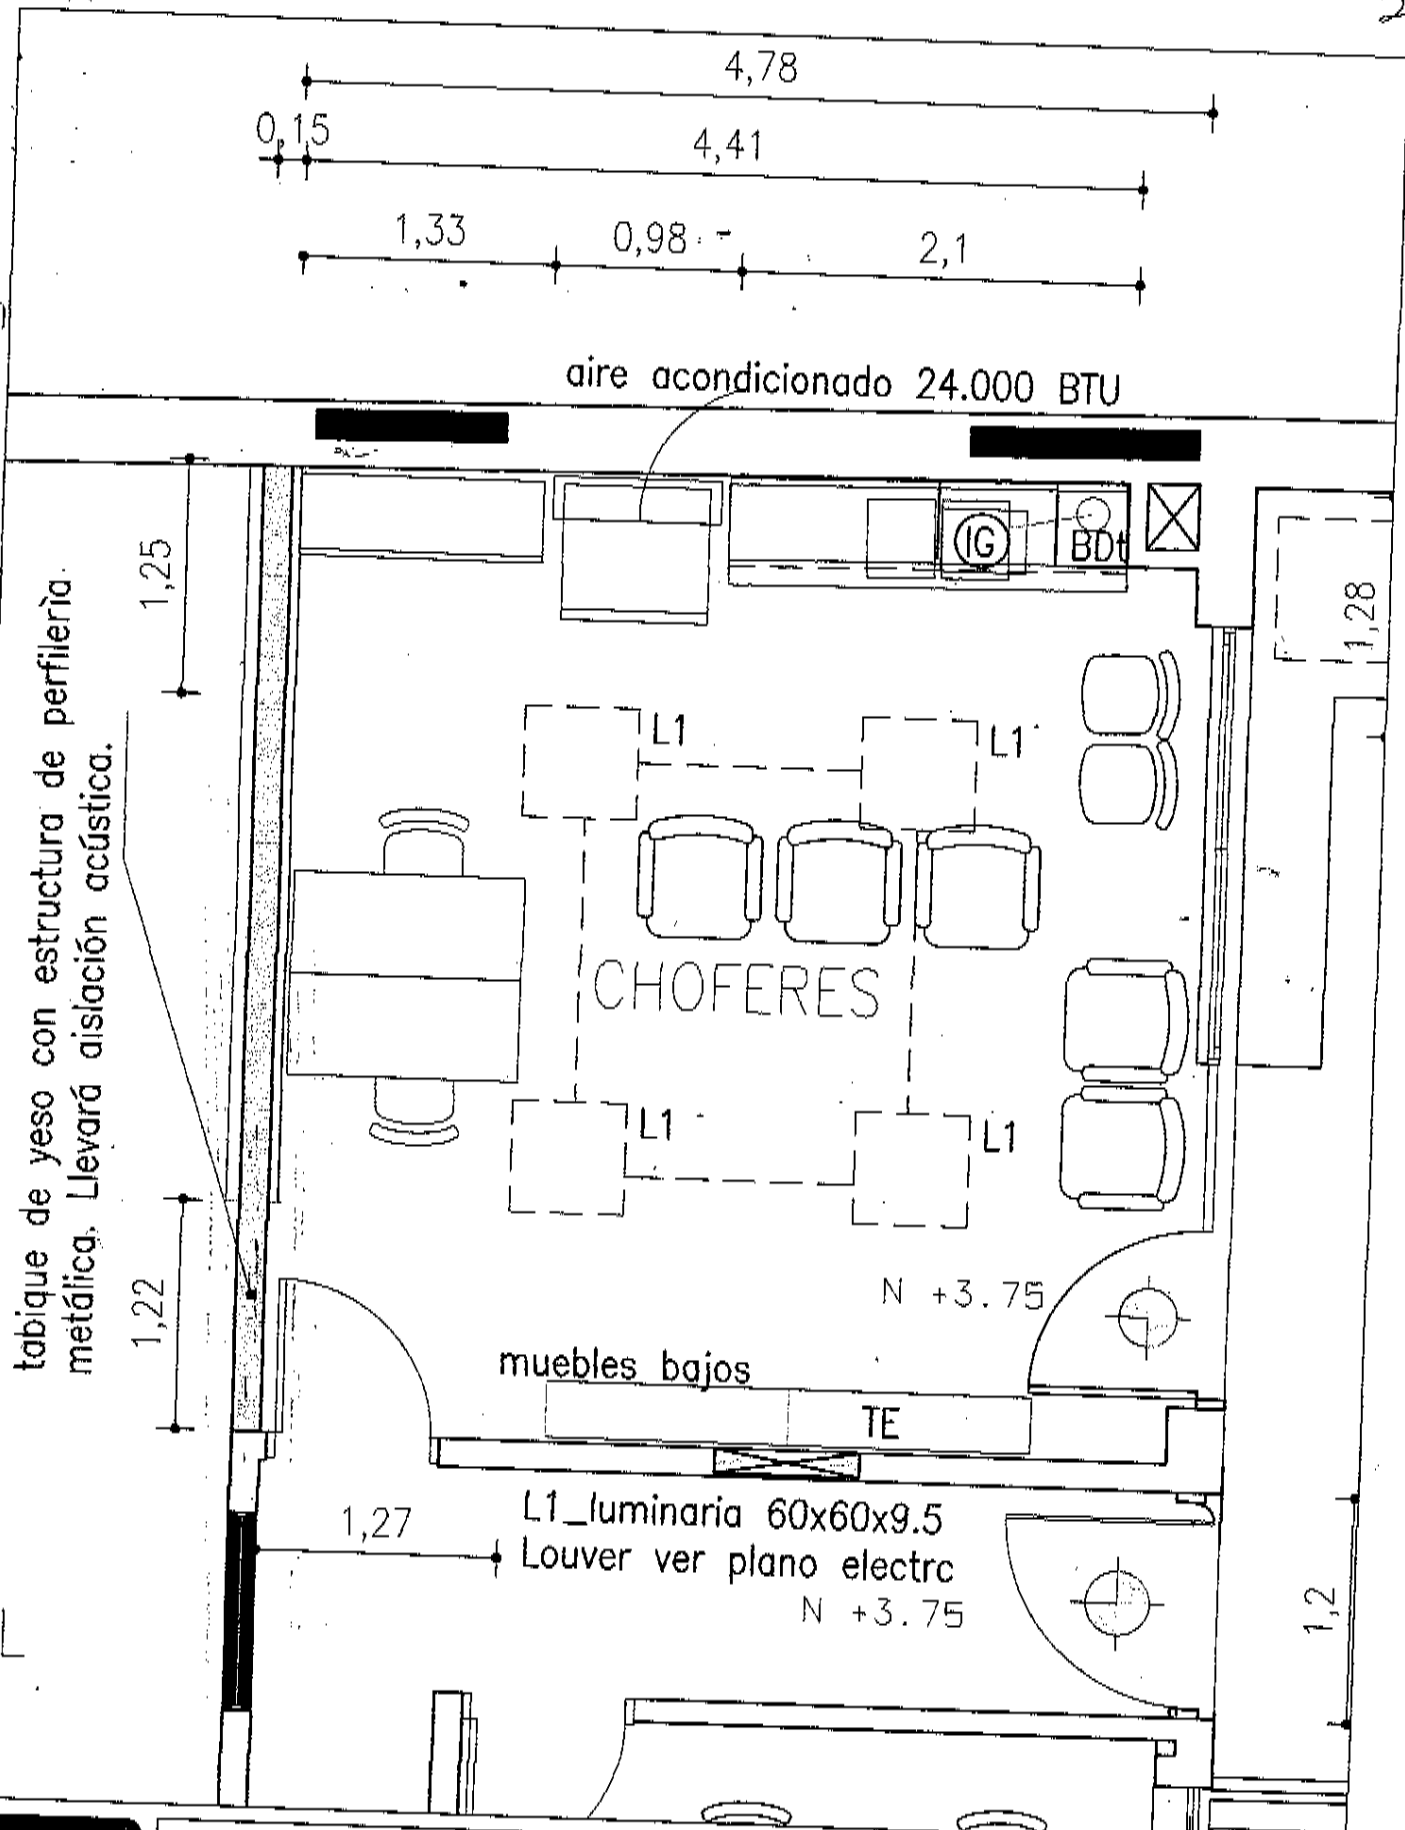 4,78
0,15
4,41
1,33
0,98
2,1
aire acondicionado 24.000 BTU
IG
BDt
1,25
1,28
tabique de yeso con estructura de perfilería
metálica. Llevará aislación acústica.
L1
L1
CHOFERES
L1
L1
1,22
N +3.75
muebles bajos
TE
1,27
L1_luminaria 60x60x9.5
Louver ver plano electrc
N +3.75
1,2